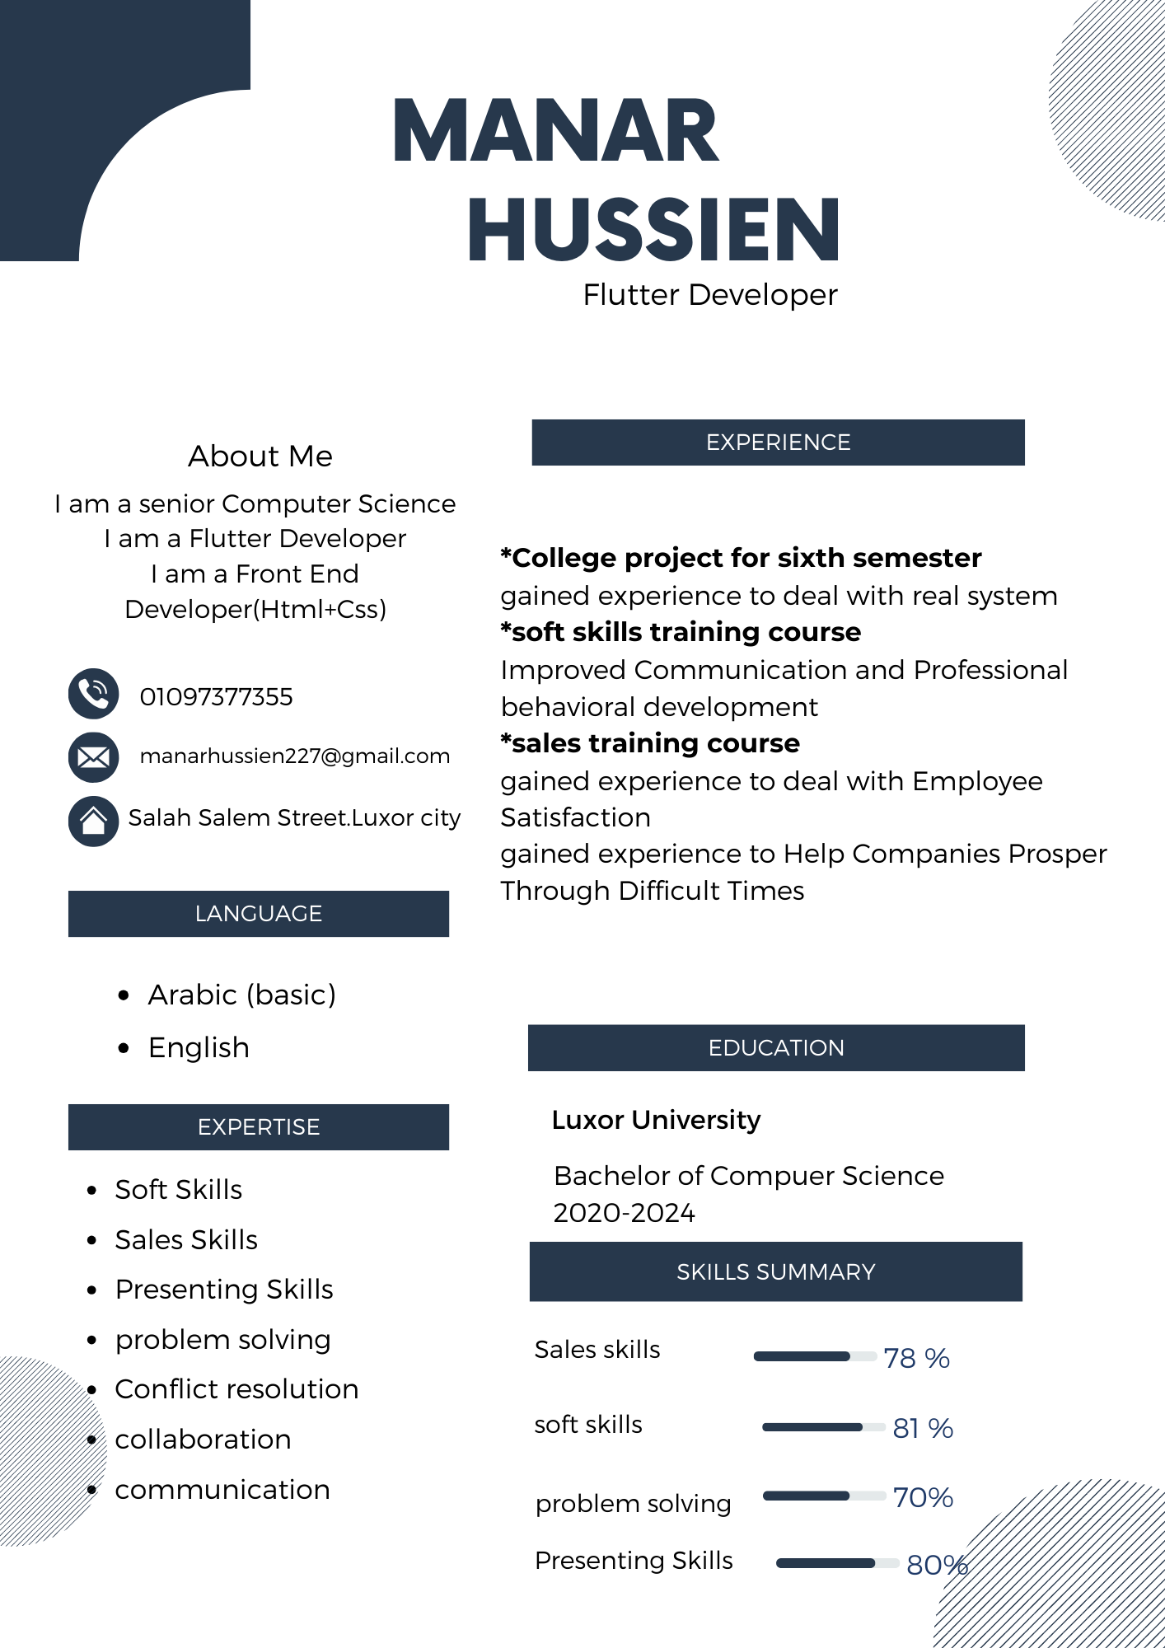 MANAR
HUSSIEN
Flutter Developer
About Me
I am a senior Computer Science
I am a Flutter Developer
I am a Front End
Developer(Html+Css)
01097377355
manarhussien227@gmail.com
Salah Salem Street.Luxor city
LANGUAGE
• Arabic (basic)
• English
EXPERTISE
• Soft Skills
• Sales Skills
• Presenting Skills
• problem solving
• Conflict resolution
• collaboration
• communication
EXPERIENCE
*College project for sixth semester
gained experience to deal with real system
*soft skills training course
Improved Communication and Professional
behavioral development
*sales training course
gained experience to deal with Employee
Satisfaction
gained experience to Help Companies Prosper
Through Difficult Times
EDUCATION
Luxor University
Bachelor of Compuer Science
2020-2024
SKILLS SUMMARY
Sales skills 78 %
soft skills 81 %
problem solving 70%
Presenting Skills 80%